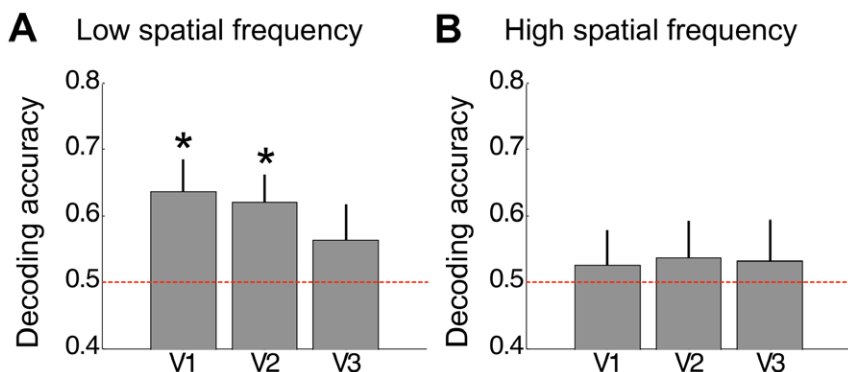 A Low spatial frequency
Decoding accuracy
0.8
0.7
0.6
0.5
0.4
*
*
V1 V2 V3
B High spatial frequency
Decoding accuracy
0.8
0.7
0.6
0.5
0.4
V1 V2 V3